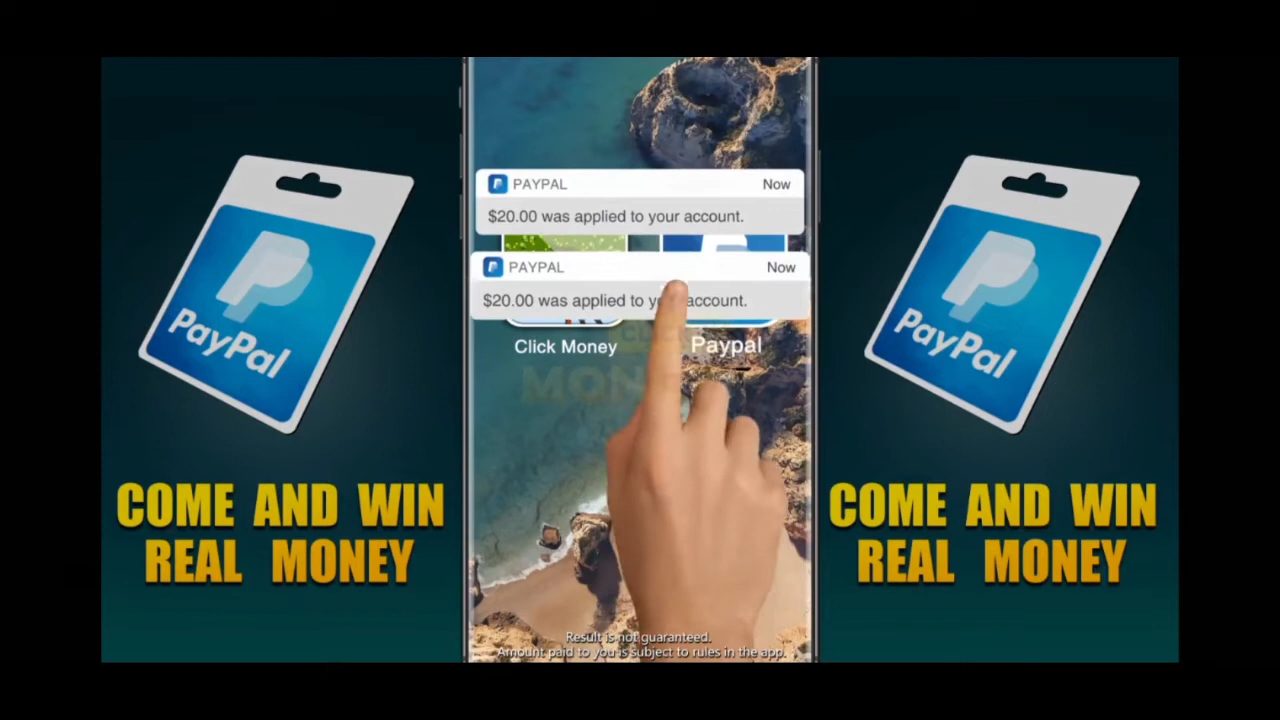 PAYPAL Now
$20.00 was applied to your account.
PAYPAL Now
$20.00 was applied to account.
Click Money
Paypal
PayPal
COME AND WIN
REAL MONEY
PayPal
COME AND WIN
REAL MONEY
Result is not guaranteed.
Amount paid to you is subject to rules in the app.